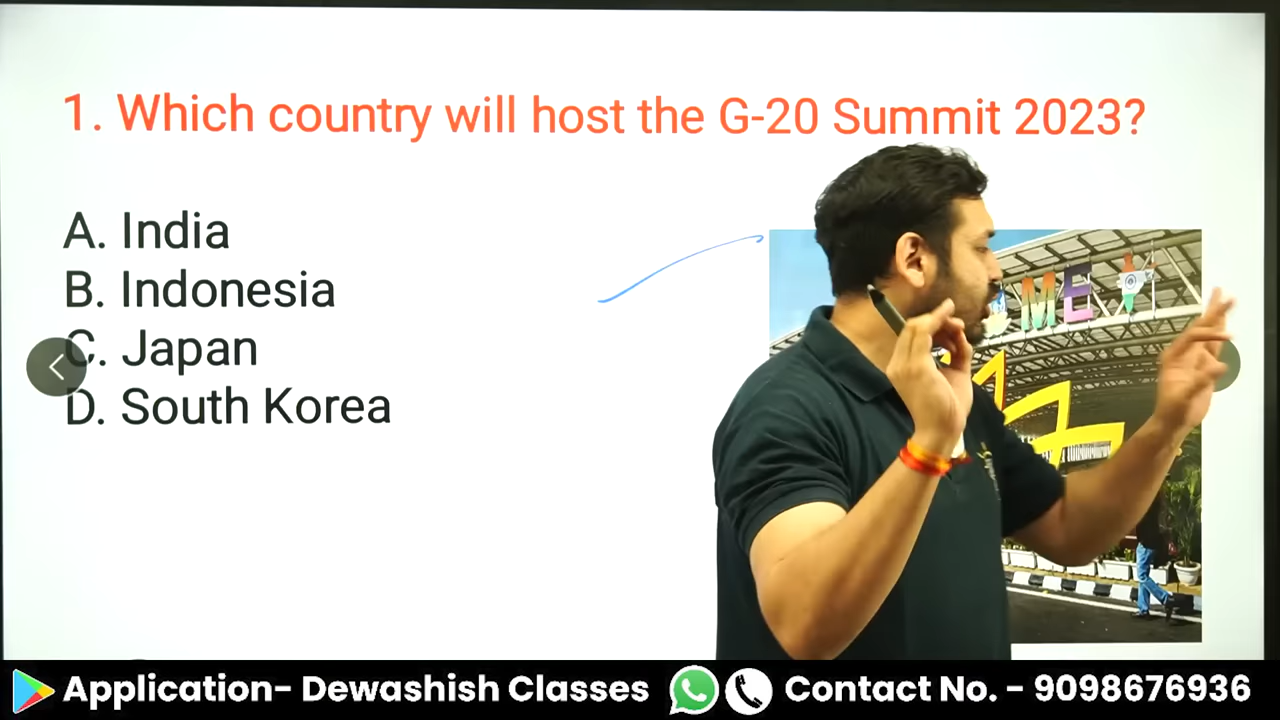 1. Which country will host the G-20 Summit 2023?
A. India
B. Indonesia
C. Japan
D. South Korea
ME
Application- Dewashish Classes
Contact No. - 9098676936